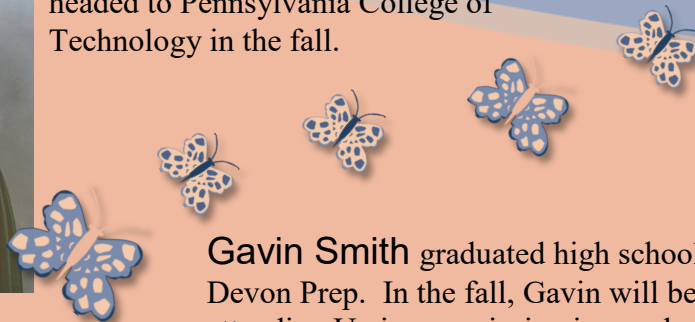 headed to Pennsylvania College of
Technology in the fall.
Gavin Smith graduated high school
Devon Prep.  In the fall, Gavin will be